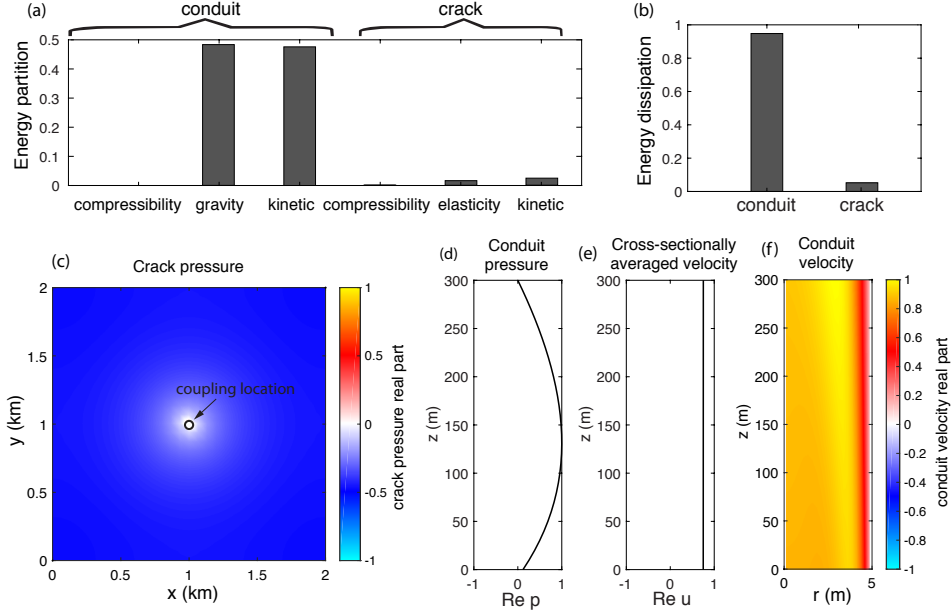 (a)
conduit
crack
Energy partition
0.5
0.4
0.3
0.2
0.1
0
compressibility
gravity
kinetic
compressibility
elasticity
kinetic
(b)
Energy dissipation
1
0.8
0.6
0.4
0.2
0
conduit
crack
(c)
Crack pressure
y (km)
2
1.5
1
0.5
0
coupling location
0
0.5
1
1.5
2
x (km)
1
0.5
0
-0.5
-1
crack pressure real part
(d)
Conduit
pressure
z (m)
300
250
200
150
100
50
0
-1
0
1
Re p
(e)
Cross-sectionally
averaged velocity
z (m)
300
250
200
150
100
50
0
-1
0
1
Re u
(f)
Conduit
velocity
z (m)
300
250
200
150
100
50
0
0
5
r (m)
1
0.8
0.6
0.4
0.2
0
-0.2
-0.4
-0.6
-0.8
-1
conduit velocity real part